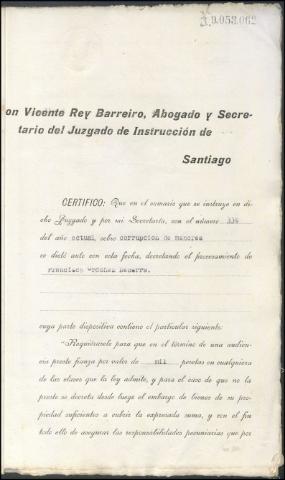 9.053.062
on Vicente Rey Barreiro, Abogado y Secre-
tario del Juzgado de Instrucción de
Santiago
CERTIFICO: Que en el sumario que se instruye en di-
cho Juzgado y por mi Secretaría, con el número 336
del año actual, sobre corrupción de menores
se dictó auto con esta fecha, decretando el procesamiento de
Francisco Becerra.
cuya parte dispositiva contiene el particular siguiente:
«Requiérasele para que en el término de una audien-
cia preste fianza por valor de mil pesetas en cualquiera
de las clases que la ley admite, y para el caso de que no la
preste se decreta desde luego el embargo de bienes de su pro-
piedad suficientes a cubrir la expresada suma, y con el fin
todo ello de asegurar las responsabilidades pecuniarias que por